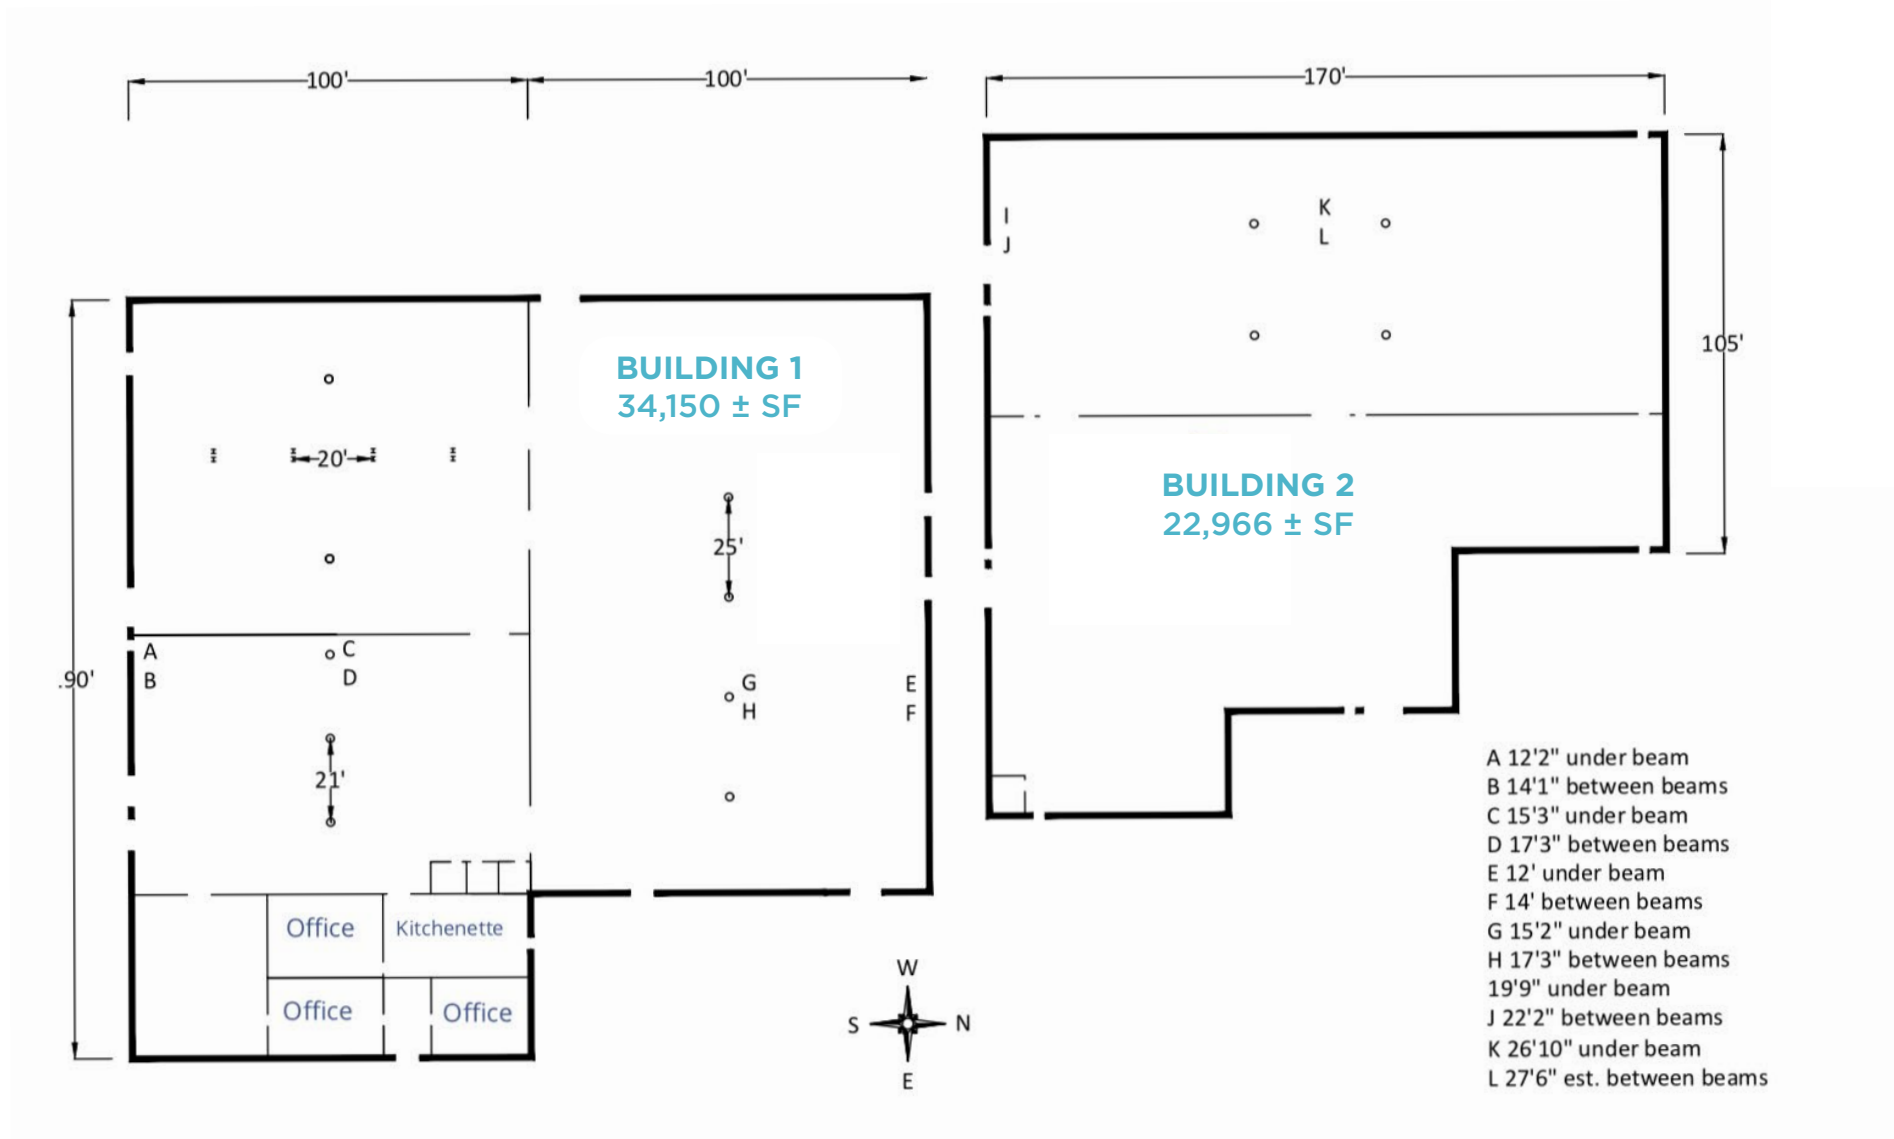 100'
100'
170'
I
J
K
L
105'
BUILDING 1
34,150 ± SF
20'
BUILDING 2
22,966 ± SF
25'
A
B
C
D
.90'
G
H
E
F
21'
Office
Kitchenette
Office
Office
W
S
N
E
A 12'2" under beam
B 14'1" between beams
C 15'3" under beam
D 17'3" between beams
E 12' under beam
F 14' between beams
G 15'2" under beam
H 17'3" between beams
19'9" under beam
J 22'2" between beams
K 26'10" under beam
L 27'6" est. between beams